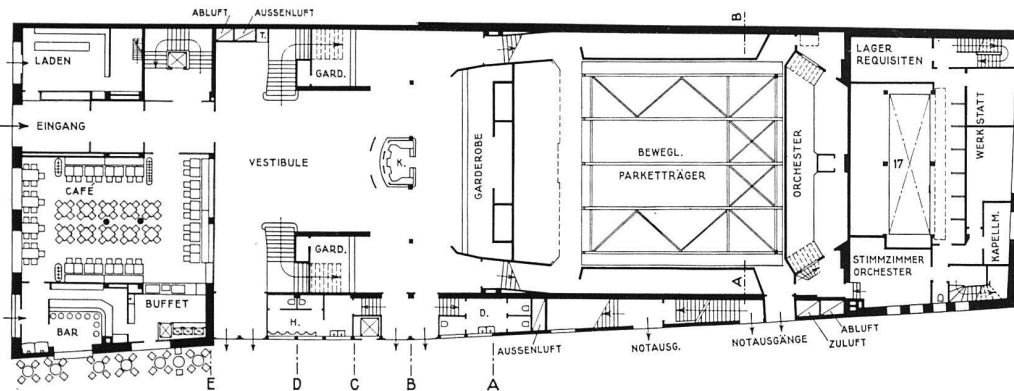 ABLUFT
AUSSENLUFT
T.
B
LADEN
GARD.
LAGER
REQUISITEN
EINGANG
VESTIBULE
K.
GARDEROBE
BEWEGL.
PARKETTRÄGER
ORCHESTER
17
WERKSTATT
CAFÉ
GARD.
KAPELLM.
STIMMZIMMER
ORCHESTER
BUFFET
A
BAR
H.
D.
AUSSENLUFT
NOTAUSG.
NOTAUSGÄNGE
ABLUFT
ZULUFT
E
D
C
B
A